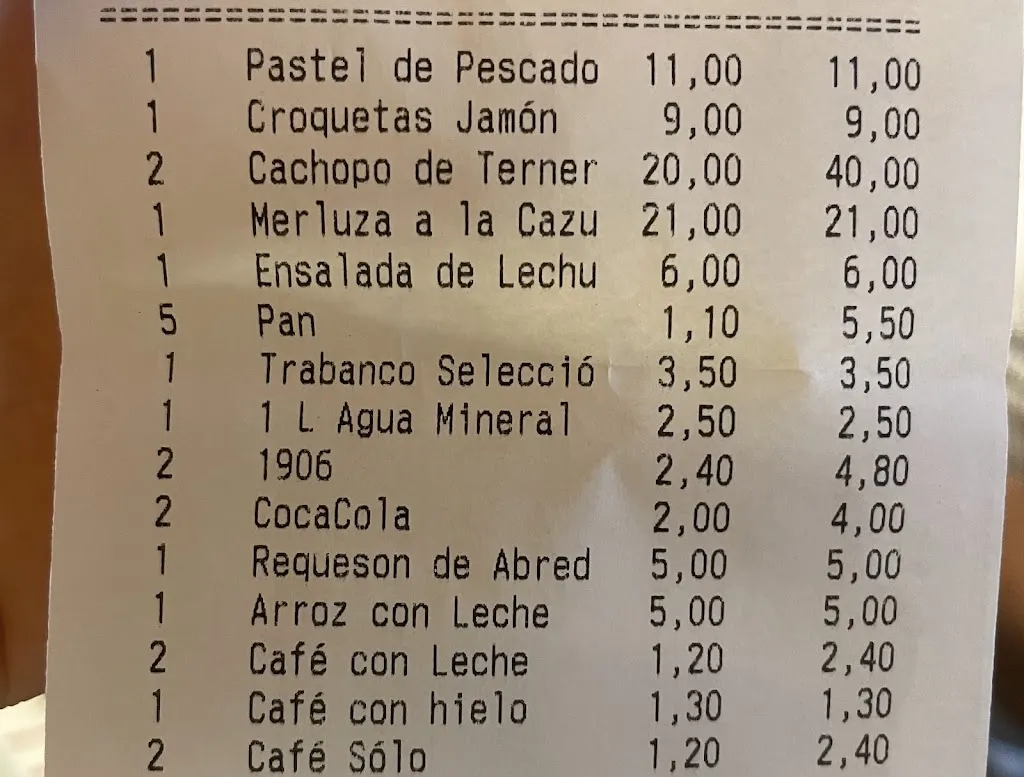 1 Pastel de Pescado 11,00 11,00
1 Croquetas Jamón 9,00 9,00
2 Cachopo de Terner 20,00 40,00
1 Merluza a la Cazu 21,00 21,00
1 Ensalada de Lechu 6,00 6,00
5 Pan 1,10 5,50
1 Trabanco Selecció 3,50 3,50
1 1 L Agua Mineral 2,50 2,50
2 1906 2,40 4,80
2 CocaCola 2,00 4,00
1 Requeson de Abred 5,00 5,00
1 Arroz con Leche 5,00 5,00
2 Café con Leche 1,20 2,40
1 Café con hielo 1,30 1,30
2 Café Sólo 1,20 2,40